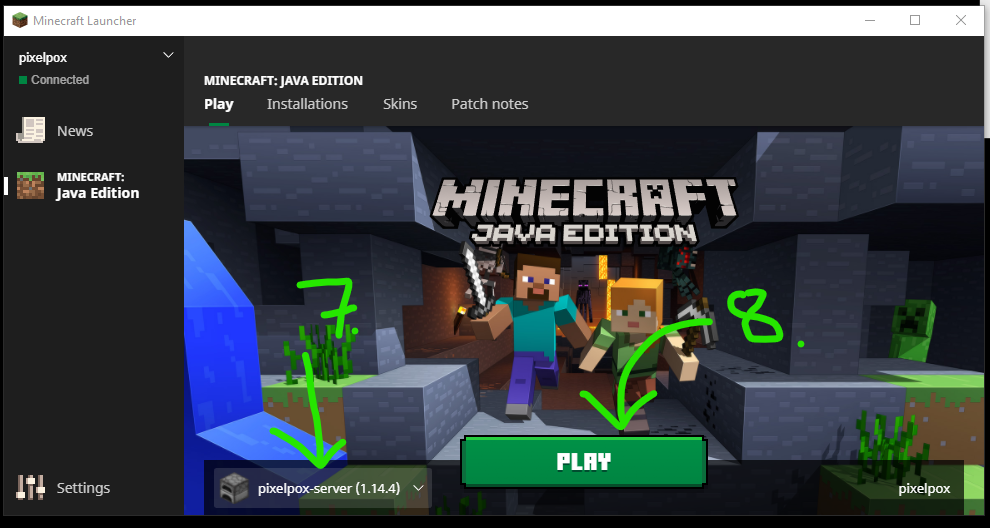 Minecraft Launcher
pixelpox
Connected
News
MINECRAFT:
Java Edition
Settings
MINECRAFT: JAVA EDITION
Play Installations Skins Patch notes
MINECRAFT
JAVA EDITION
7.
8.
PLAY
pixelpox-server (1.14.4)
pixelpox